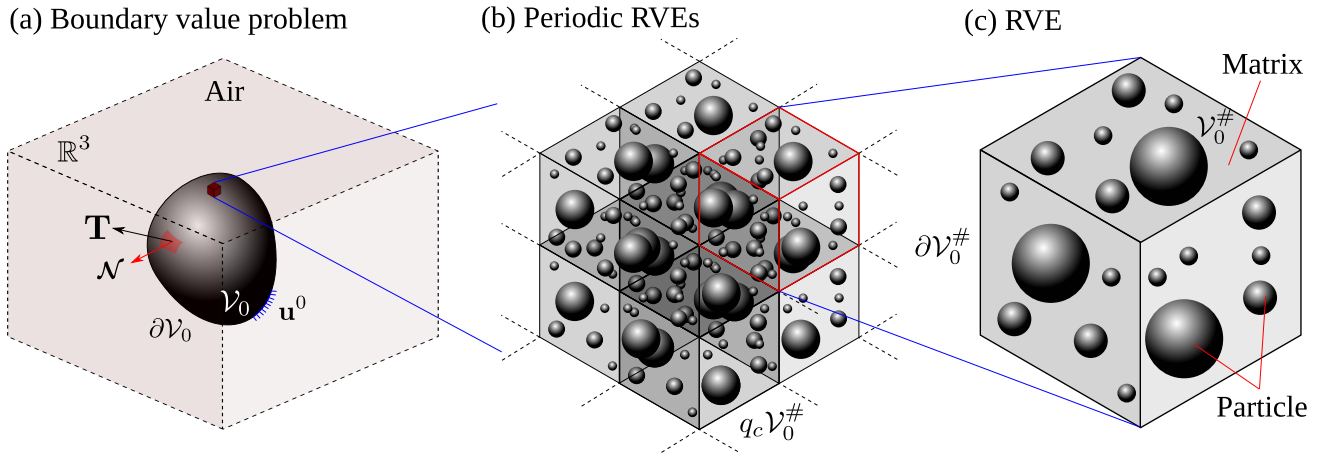 (a) Boundary value problem
Air
ℝ³
T
𝒩
𝒱₀
u⁰
∂𝒱₀
(b) Periodic RVEs
q_c𝒱₀^#
(c) RVE
Matrix
𝒱₀^#
∂𝒱₀^#
Particle